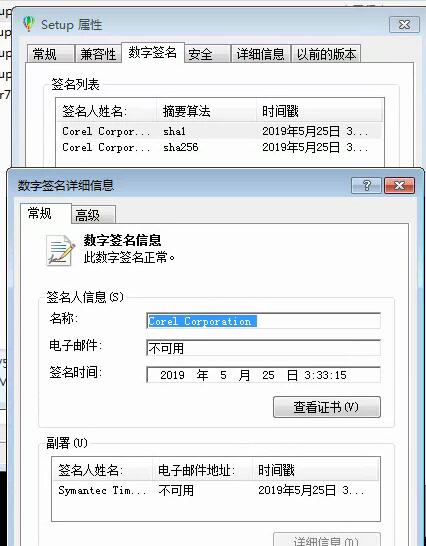 Setup 属性
常规 兼容性 数字签名 安全 详细信息 以前的版本
签名列表
签名人姓名: 摘要算法 时间戳
Corel Corpor... sha1 2019年5月25日 3...
Corel Corpor... sha256 2019年5月25日 3...
数字签名详细信息
常规 高级
数字签名信息
此数字签名正常。
签名人信息(S)
名称: Corel Corporation
电子邮件: 不可用
签名时间: 2019 年 5 月 25 日 3:33:15
查看证书(V)
副署(U)
签名人姓名: 电子邮件地址: 时间戳
Symantec Tim... 不可用 2019年5月25日 3...
详细信息(D)